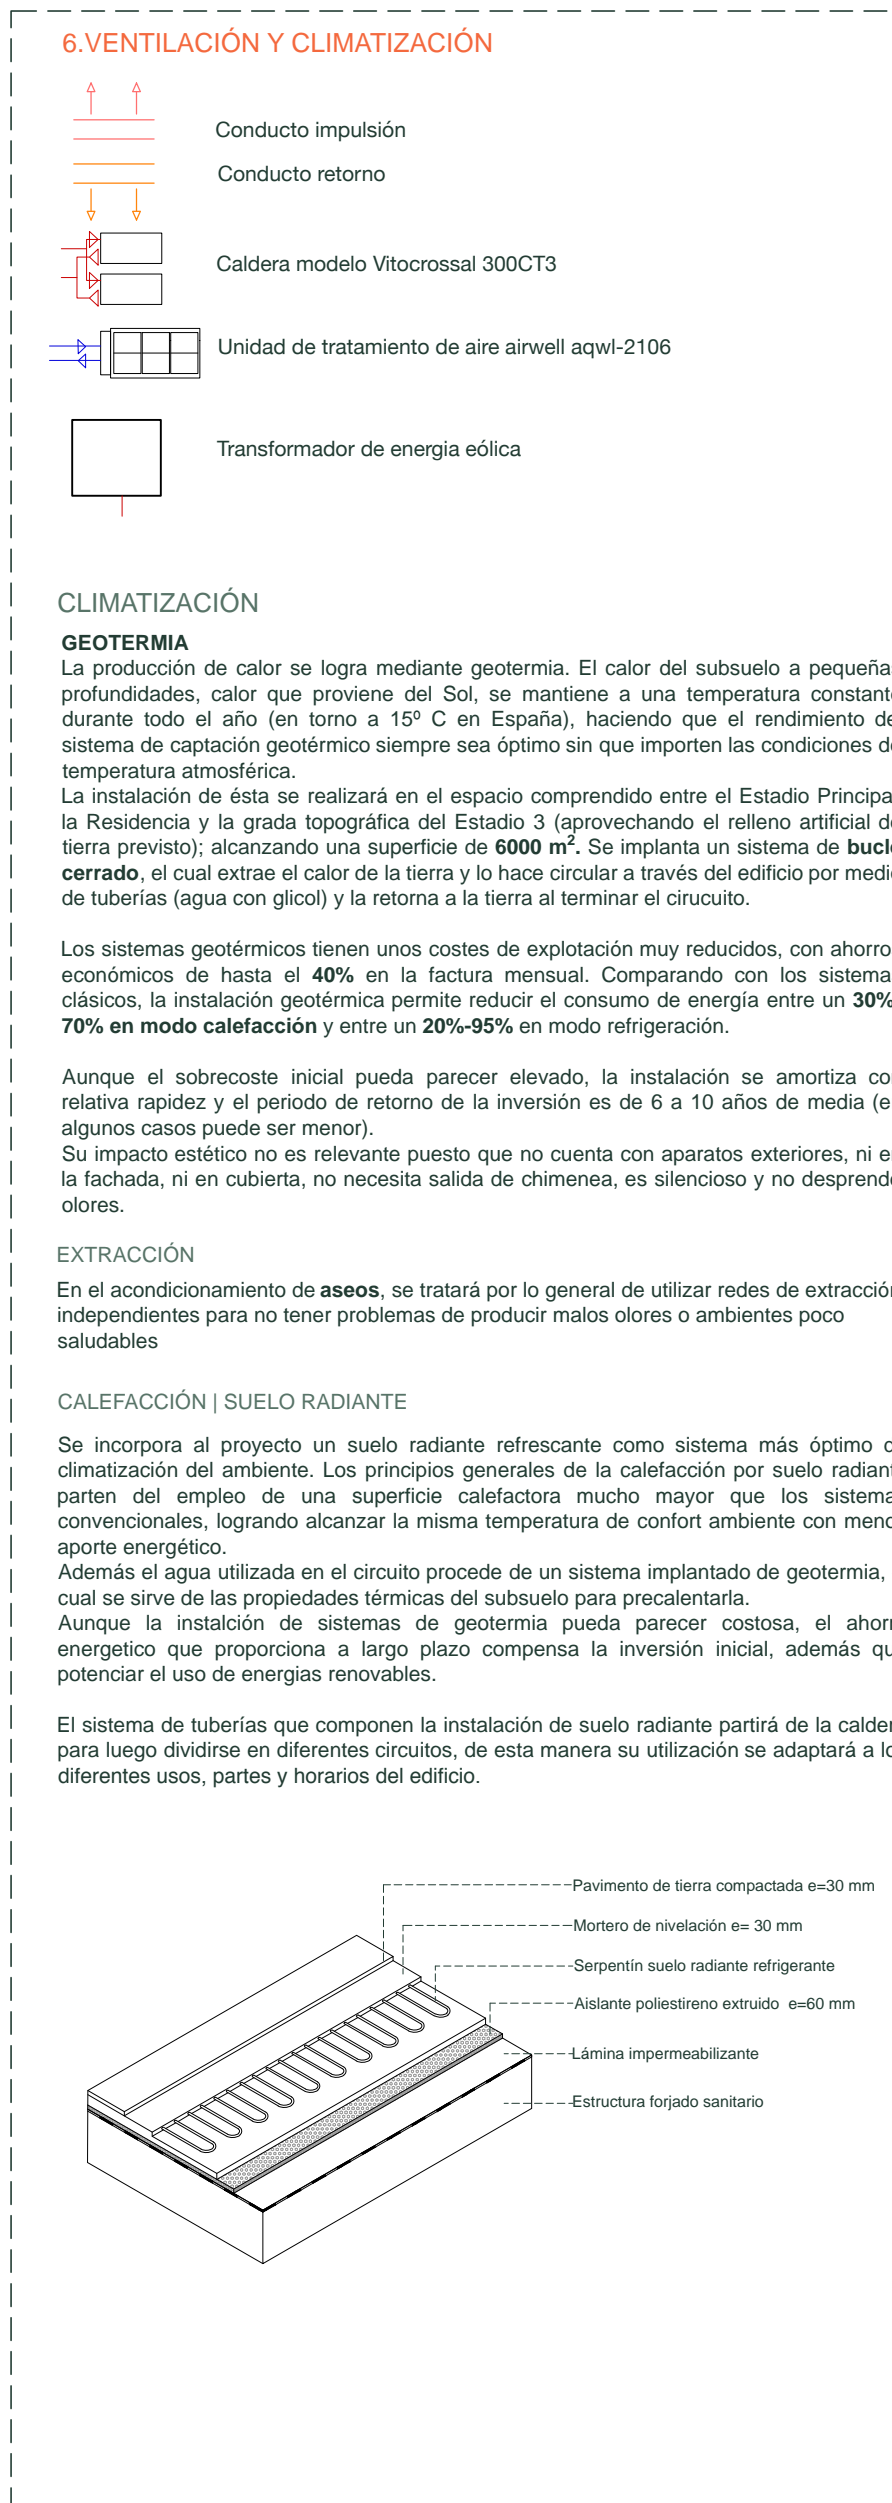 6.VENTILACIÓN Y CLIMATIZACIÓN
Conducto impulsión
Conducto retorno
Caldera modelo Vitocrossal 300CT3
Unidad de tratamiento de aire airwell aqwl-2106
Transformador de energia eólica
CLIMATIZACIÓN
GEOTERMIA
La producción de calor se logra mediante geotermia. El calor del subsuelo a pequeñas
profundidades, calor que proviene del Sol, se mantiene a una temperatura constante
durante todo el año (en torno a 15º C en España), haciendo que el rendimiento de
sistema de captación geotérmico siempre sea óptimo sin que importen las condiciones de
temperatura atmosférica.
La instalación de ésta se realizará en el espacio comprendido entre el Estadio Principa
la Residencia y la grada topográfica del Estadio 3 (aprovechando el relleno artificial de
tierra previsto); alcanzando una superficie de 6000 m². Se implanta un sistema de bucle
cerrado, el cual extrae el calor de la tierra y lo hace circular a través del edificio por medio
de tuberías (agua con glicol) y la retorna a la tierra al terminar el cirucuito.
Los sistemas geotérmicos tienen unos costes de explotación muy reducidos, con ahorro
económicos de hasta el 40% en la factura mensual. Comparando con los sistema
clásicos, la instalación geotérmica permite reducir el consumo de energía entre un 30%
70% en modo calefacción y entre un 20%-95% en modo refrigeración.
Aunque el sobrecoste inicial pueda parecer elevado, la instalación se amortiza con
relativa rapidez y el periodo de retorno de la inversión es de 6 a 10 años de media (e
algunos casos puede ser menor).
Su impacto estético no es relevante puesto que no cuenta con aparatos exteriores, ni en
la fachada, ni en cubierta, no necesita salida de chimenea, es silencioso y no desprende
olores.
EXTRACCIÓN
En el acondicionamiento de aseos, se tratará por lo general de utilizar redes de extracción
independientes para no tener problemas de producir malos olores o ambientes poco
saludables
CALEFACCIÓN | SUELO RADIANTE
Se incorpora al proyecto un suelo radiante refrescante como sistema más óptimo d
climatización del ambiente. Los principios generales de la calefacción por suelo radiant
parten del empleo de una superficie calefactora mucho mayor que los sistema
convencionales, logrando alcanzar la misma temperatura de confort ambiente con meno
aporte energético.
Además el agua utilizada en el circuito procede de un sistema implantado de geotermia,
cual se sirve de las propiedades térmicas del subsuelo para precalentarla.
Aunque la instalción de sistemas de geotermia pueda parecer costosa, el ahorr
energetico que proporciona a largo plazo compensa la inversión inicial, además qu
potenciar el uso de energias renovables.
El sistema de tuberías que componen la instalación de suelo radiante partirá de la calder
para luego dividirse en diferentes circuitos, de esta manera su utilización se adaptará a lo
diferentes usos, partes y horarios del edificio.
Pavimento de tierra compactada e=30 mm
Mortero de nivelación e= 30 mm
Serpentín suelo radiante refrigerante
Aislante poliestireno extruido e=60 mm
Lámina impermeabilizante
Estructura forjado sanitario